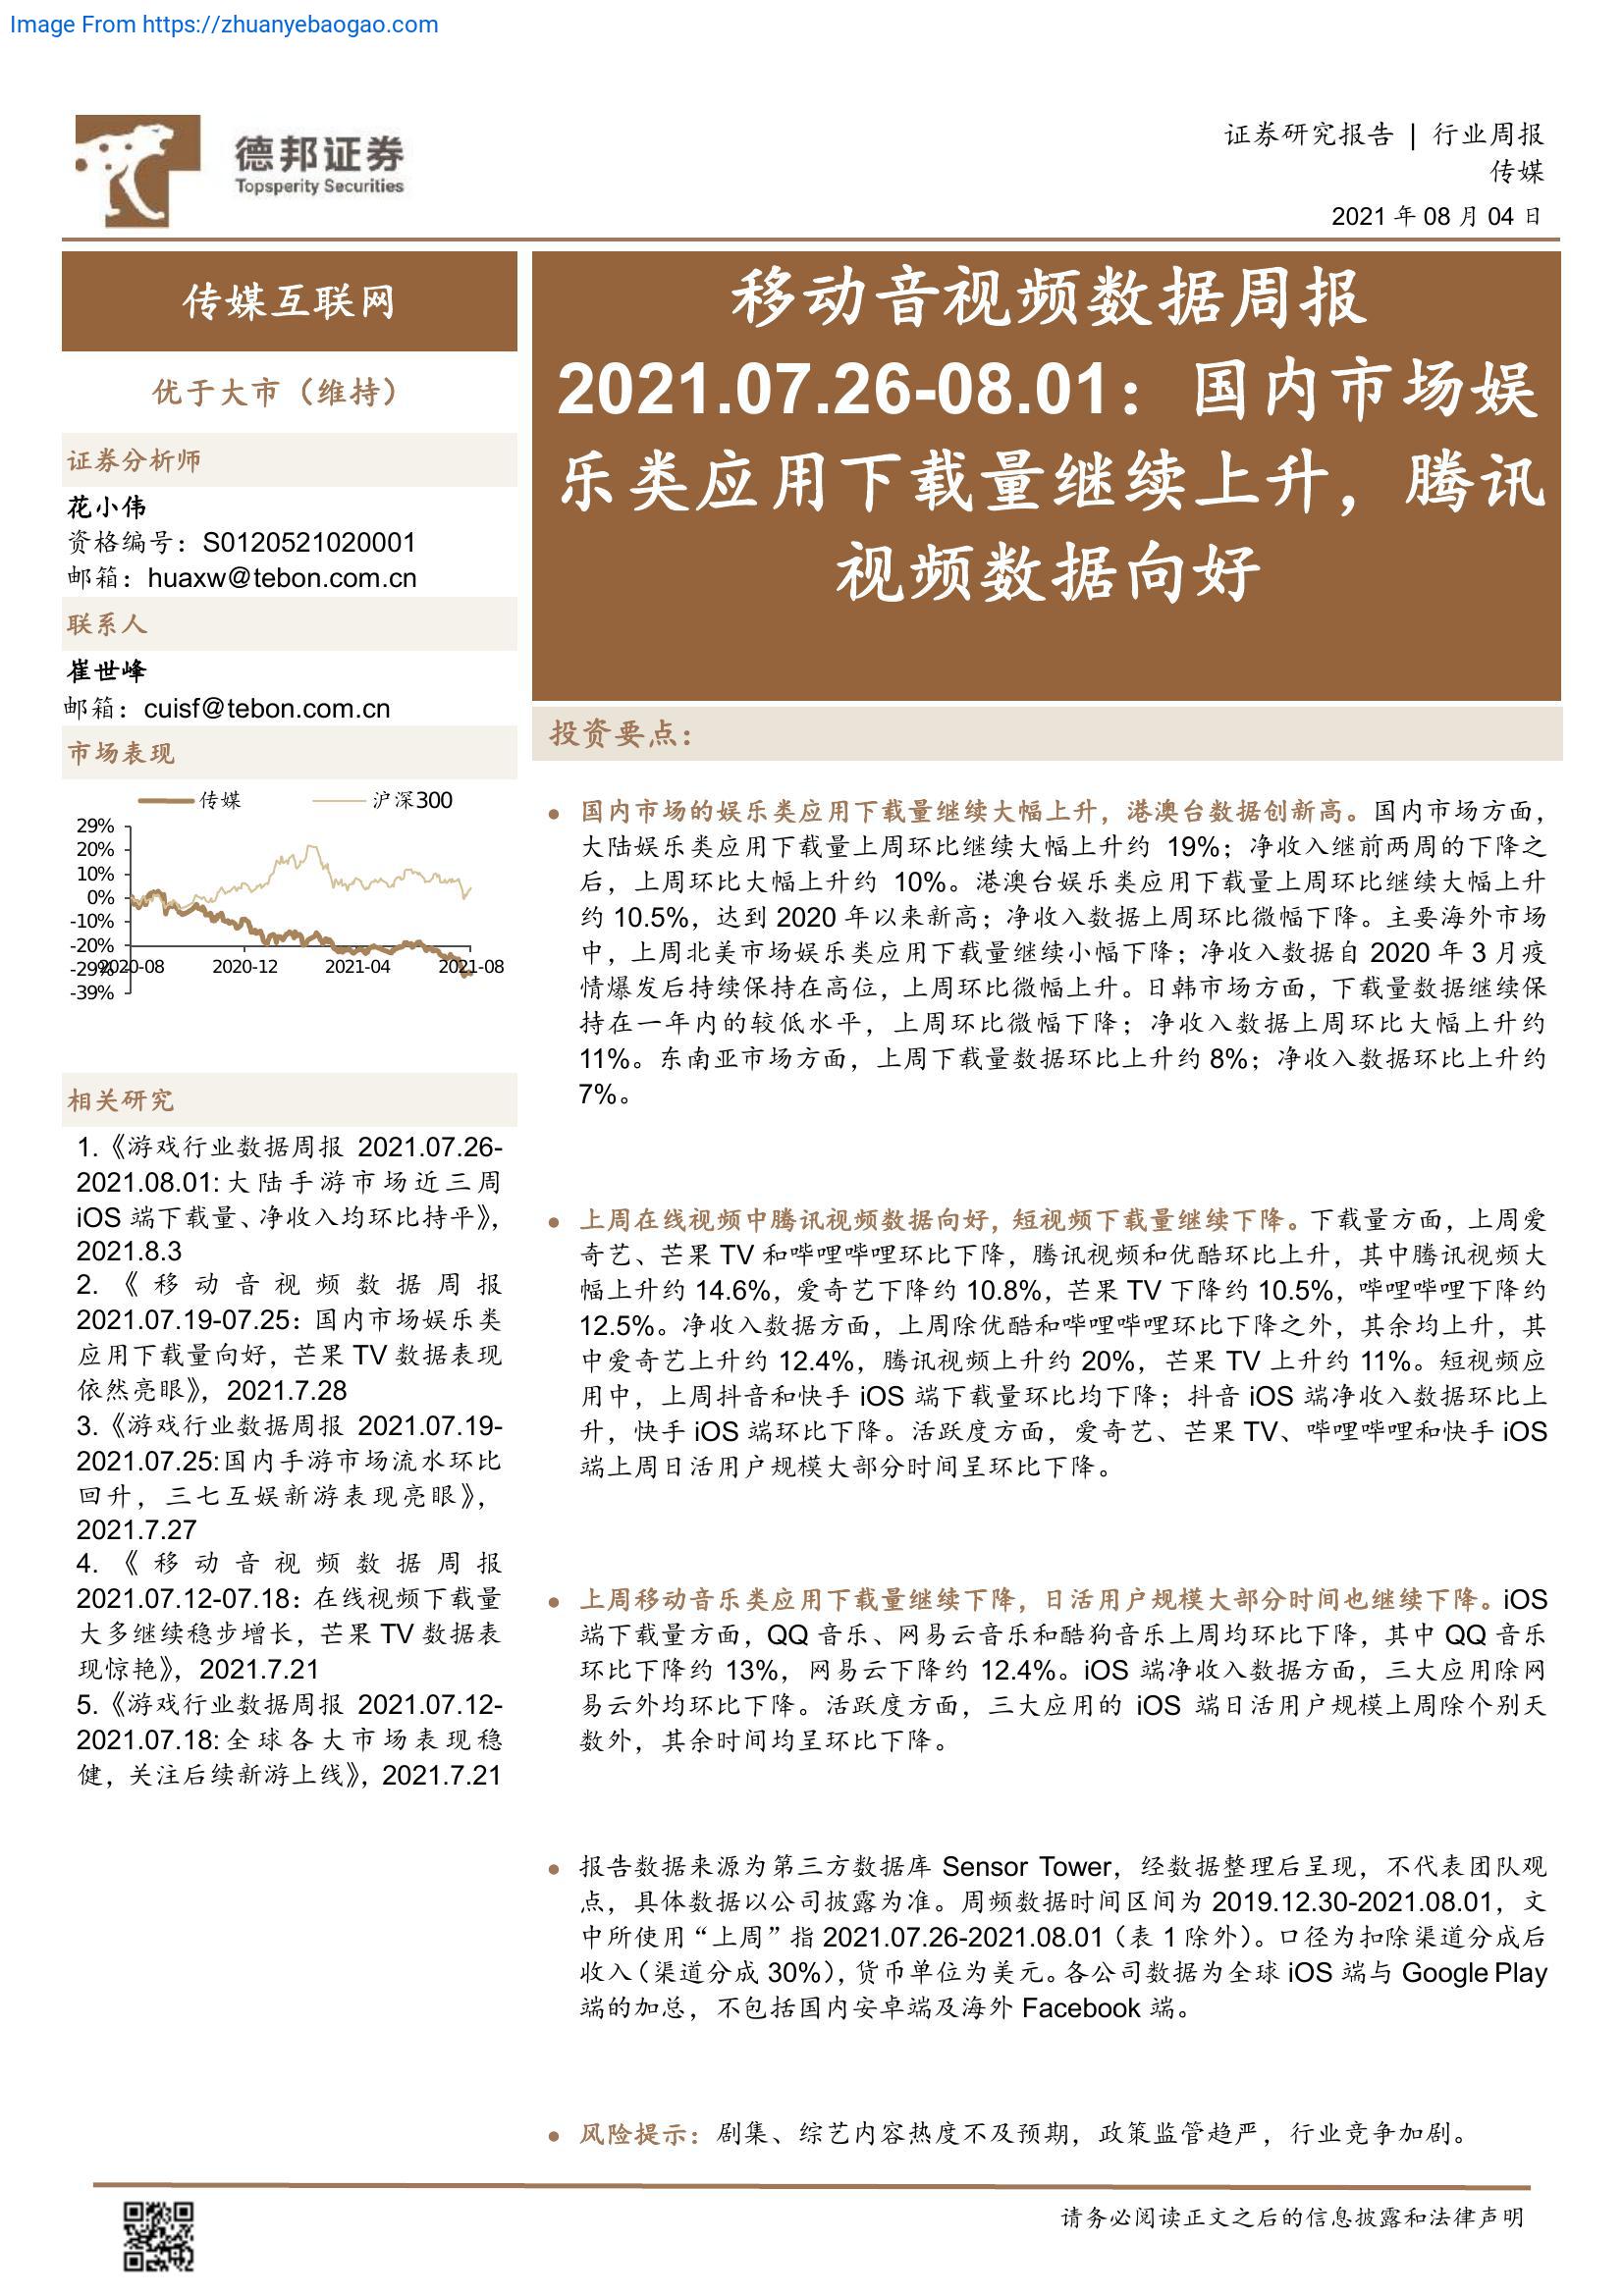 Image From https://zhuanyebaogao.com
德邦证券
Topsperity Securities
证券研究报告 | 行业周报
传媒
2021 年 08 月 04 日
传媒互联网
优于大市（维持）
证券分析师
花小伟
资格编号：S0120521020001
邮箱：huaxw@tebon.com.cn
联系人
崔世峰
邮箱：cuisf@tebon.com.cn
市场表现
传媒 沪深300
29%
20%
10%
0%
-10%
-20%
-29%
-39%
2020-08 2020-12 2021-04 2021-08
相关研究
1.《游戏行业数据周报 2021.07.26-
2021.08.01:大陆手游市场近三周
iOS 端下载量、净收入均环比持平》，
2021.8.3
2.《移动音视频数据周报
2021.07.19-07.25：国内市场娱乐类
应用下载量向好，芒果 TV 数据表现
依然亮眼》，2021.7.28
3.《游戏行业数据周报 2021.07.19-
2021.07.25:国内手游市场流水环比
回升，三七互娱新游表现亮眼》，
2021.7.27
4.《移动音视频数据周报
2021.07.12-07.18：在线视频下载量
大多继续稳步增长，芒果 TV 数据表
现惊艳》，2021.7.21
5.《游戏行业数据周报 2021.07.12-
2021.07.18:全球各大市场表现稳
健，关注后续新游上线》，2021.7.21
移动音视频数据周报
2021.07.26-08.01：国内市场娱
乐类应用下载量继续上升，腾讯
视频数据向好
投资要点：
● 国内市场的娱乐类应用下载量继续大幅上升，港澳台数据创新高。国内市场方面，
大陆娱乐类应用下载量上周环比继续大幅上升约 19%；净收入继前两周的下降之
后，上周环比大幅上升约 10%。港澳台娱乐类应用下载量上周环比继续大幅上升
约 10.5%，达到 2020 年以来新高；净收入数据上周环比微幅下降。主要海外市场
中，上周北美市场娱乐类应用下载量继续小幅下降；净收入数据自 2020 年 3 月疫
情爆发后持续保持在高位，上周环比微幅上升。日韩市场方面，下载量数据继续保
持在一年内的较低水平，上周环比微幅下降；净收入数据上周环比大幅上升约
11%。东南亚市场方面，上周下载量数据环比上升约 8%；净收入数据环比上升约
7%。
● 上周在线视频中腾讯视频数据向好，短视频下载量继续下降。下载量方面，上周爱
奇艺、芒果 TV 和哔哩哔哩环比下降，腾讯视频和优酷环比上升，其中腾讯视频大
幅上升约 14.6%，爱奇艺下降约 10.8%，芒果 TV 下降约 10.5%，哔哩哔哩下降约
12.5%。净收入数据方面，上周除优酷和哔哩哔哩环比下降之外，其余均上升，其
中爱奇艺上升约 12.4%，腾讯视频上升约 20%，芒果 TV 上升约 11%。短视频应
用中，上周抖音和快手 iOS 端下载量环比均下降；抖音 iOS 端净收入数据环比上
升，快手 iOS 端环比下降。活跃度方面，爱奇艺、芒果 TV、哔哩哔哩和快手 iOS
端上周日活用户规模大部分时间呈环比下降。
● 上周移动音乐类应用下载量继续下降，日活用户规模大部分时间也继续下降。iOS
端下载量方面，QQ 音乐、网易云音乐和酷狗音乐上周均环比下降，其中 QQ 音乐
环比下降约 13%，网易云下降约 12.4%。iOS 端净收入数据方面，三大应用除网
易云外均环比下降。活跃度方面，三大应用的 iOS 端日活用户规模上周除个别天
数外，其余时间均呈环比下降。
● 报告数据来源为第三方数据库 Sensor Tower，经数据整理后呈现，不代表团队观
点，具体数据以公司披露为准。周频数据时间区间为 2019.12.30-2021.08.01，文
中所使用“上周”指 2021.07.26-2021.08.01（表 1 除外）。口径为扣除渠道分成后
收入（渠道分成 30%），货币单位为美元。各公司数据为全球 iOS 端与 Google Play
端的加总，不包括国内安卓端及海外 Facebook 端。
● 风险提示：剧集、综艺内容热度不及预期，政策监管趋严，行业竞争加剧。
请务必阅读正文之后的信息披露和法律声明